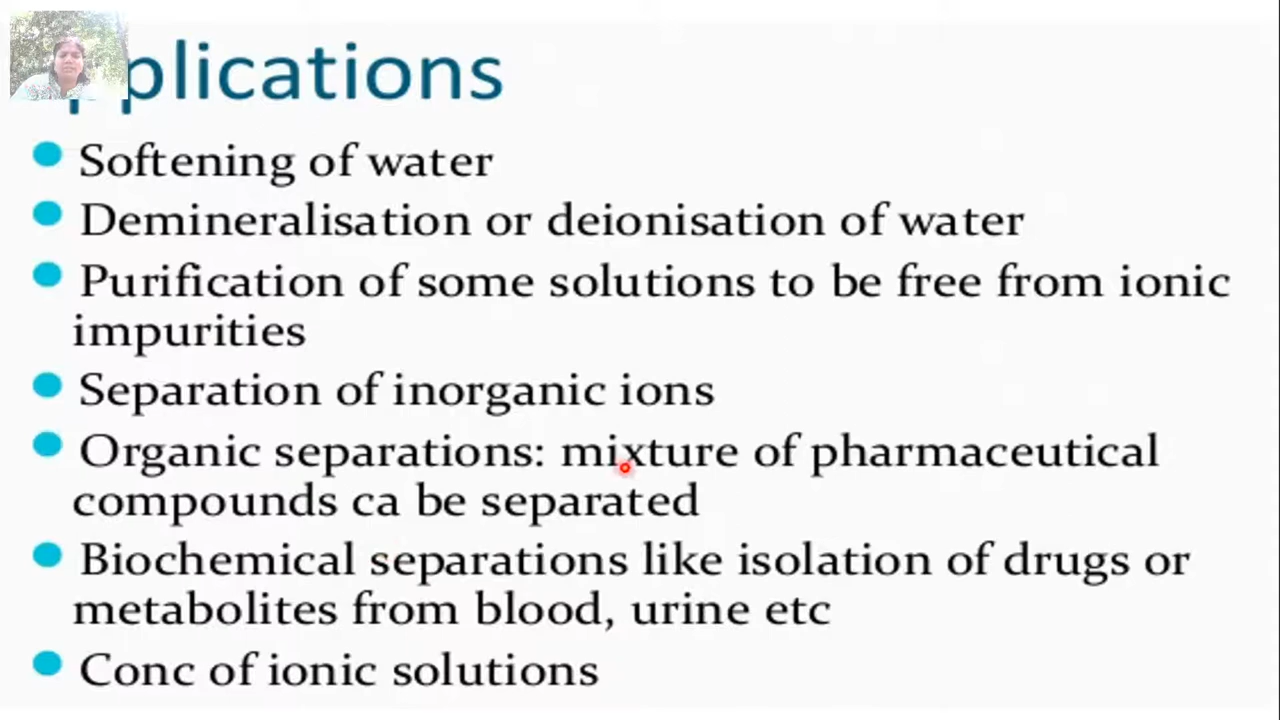 pplications
Softening of water
Demineralisation or deionisation of water
Purification of some solutions to be free from ionic
impurities
Separation of inorganic ions
Organic separations: mixture of pharmaceutical
compounds ca be separated
Biochemical separations like isolation of drugs or
metabolites from blood, urine etc
Conc of ionic solutions